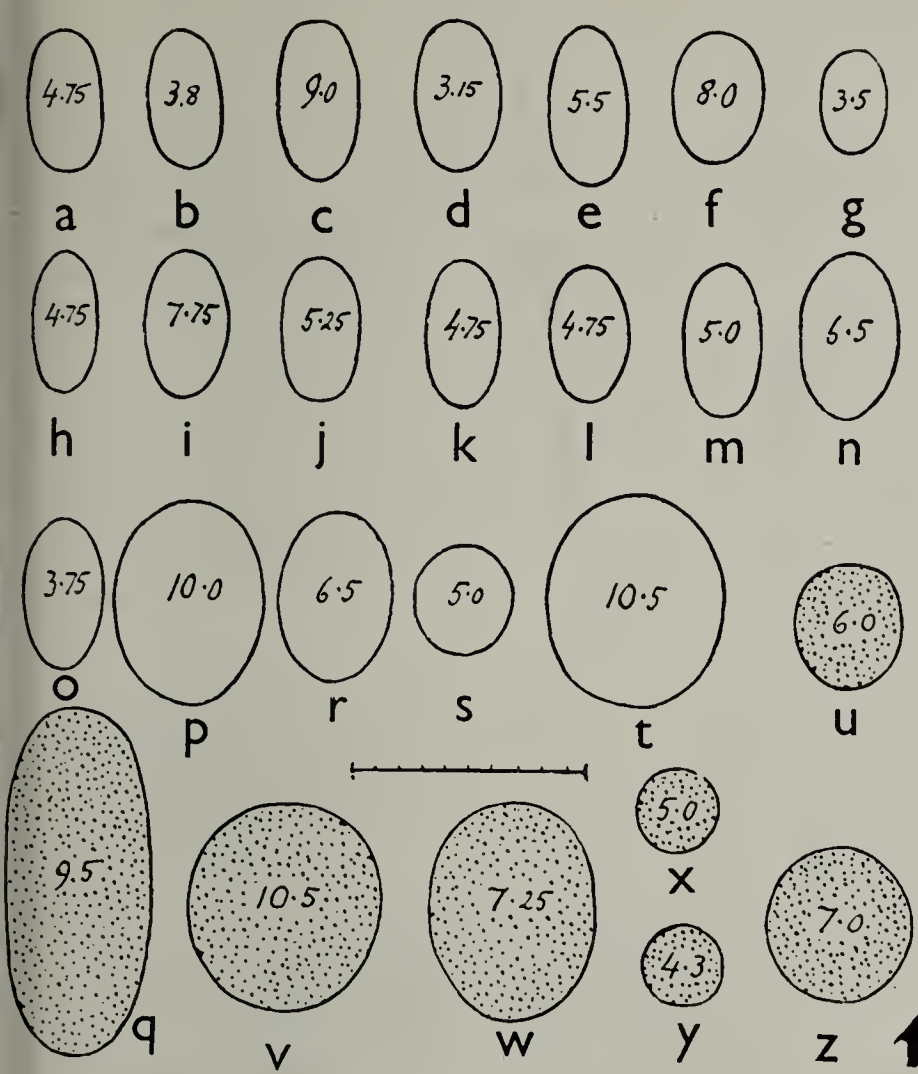 4.75 3.8 9.0 3.15 5.5 8.0 3.5
a b c d e f g
4.75 7.75 5.25 4.75 4.75 5.0 6.5
h i j k l m n
3.75 10.0 6.5 5.0 10.5 6.0
o p r s t u
9.5 10.5 7.25 5.0 7.0
x
4.3
q v w y z